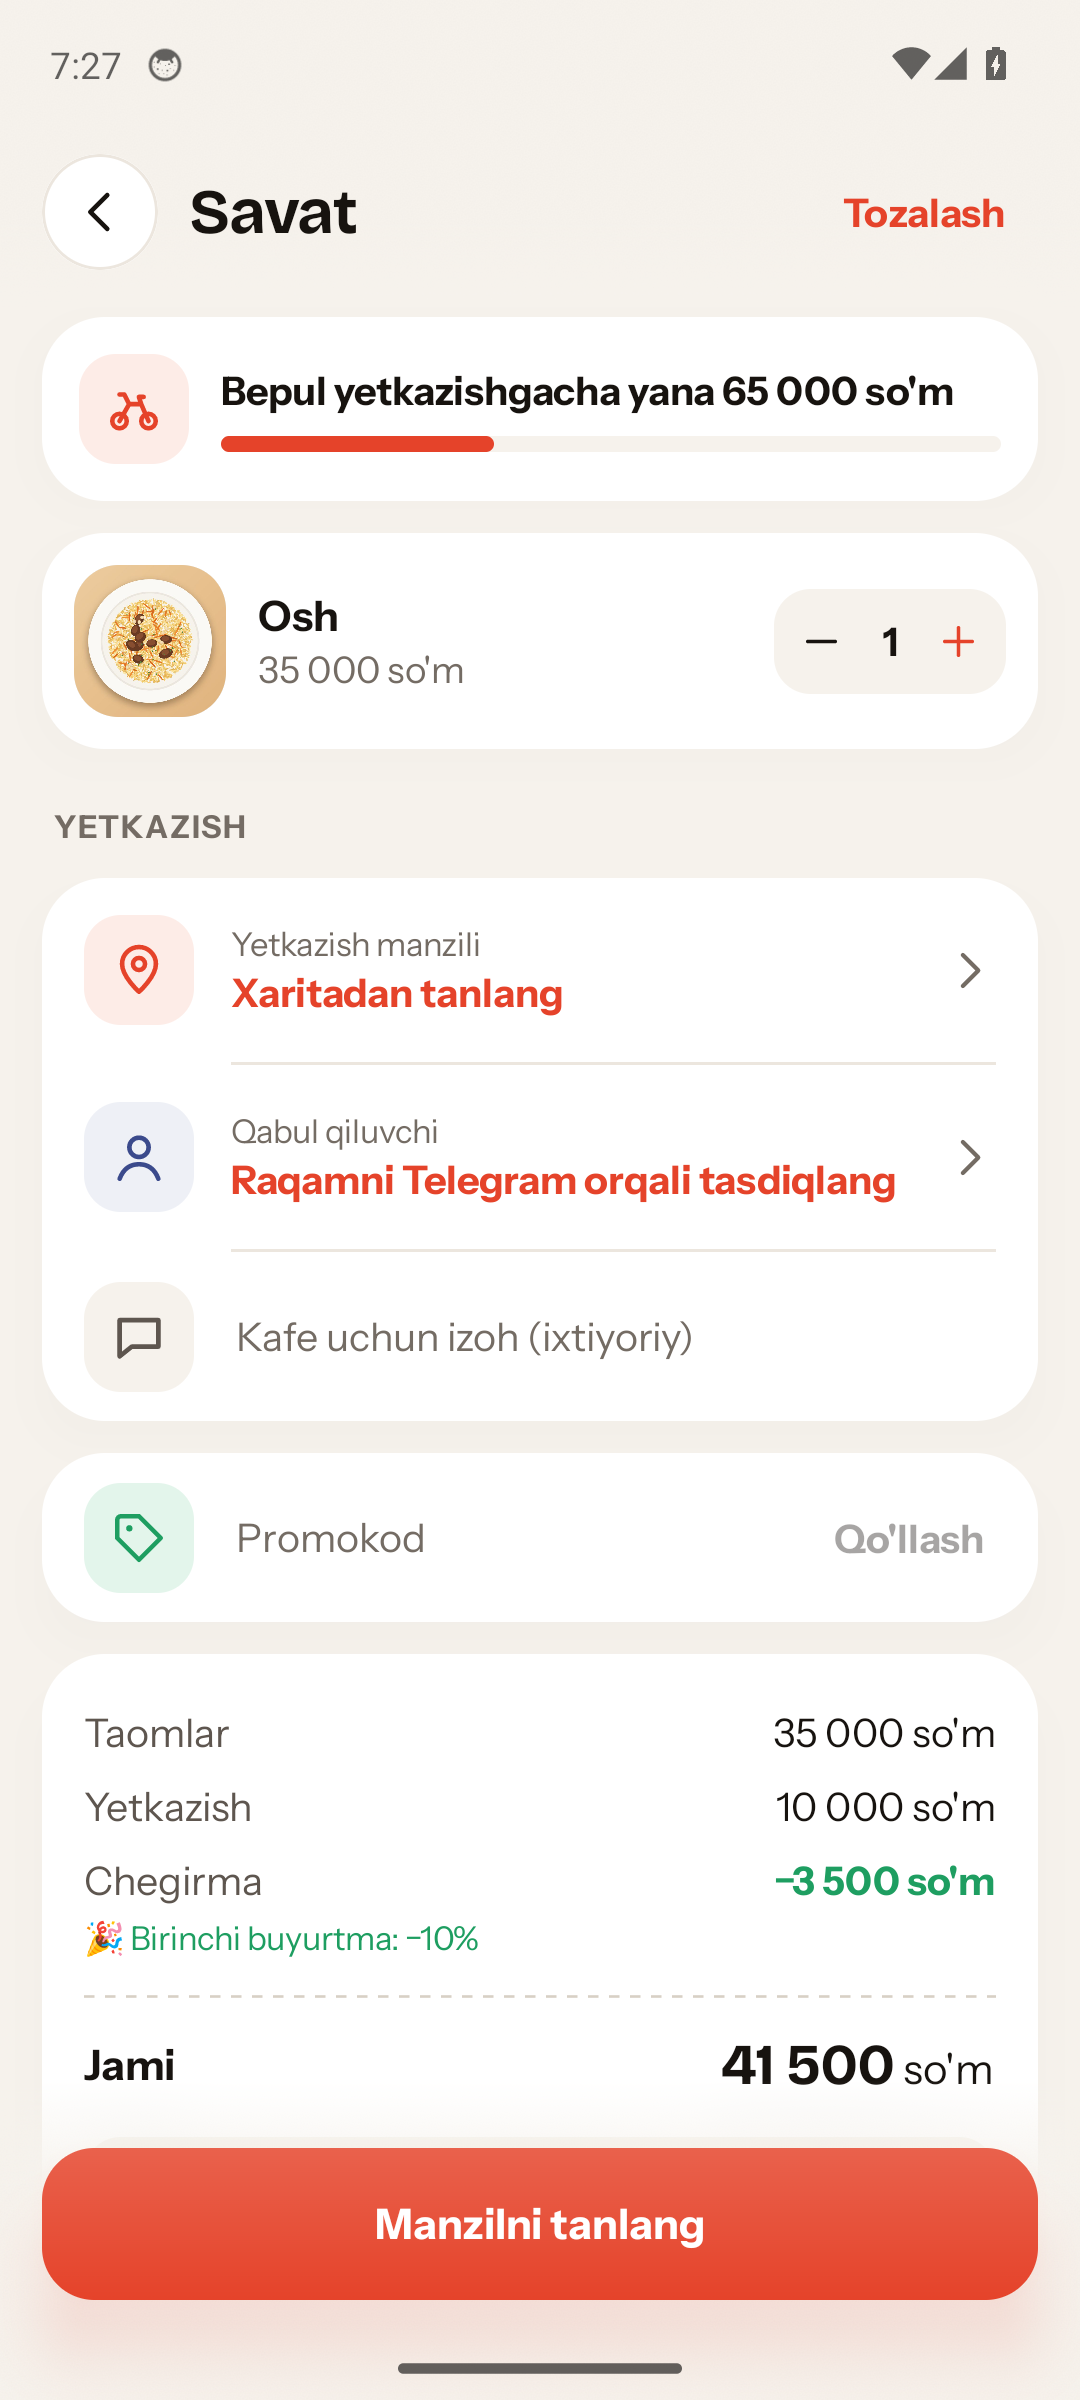 7:27
Savat
Tozalash
Bepul yetkazishgacha yana 65 000 so'm
Osh
35 000 so'm
1
YETKAZISH
Yetkazish manzili
Xaritadan tanlang
Qabul qiluvchi
Raqamni Telegram orqali tasdiqlang
Kafe uchun izoh (ixtiyoriy)
Promokod
Qo'llash
Taomlar 35 000 so'm
Yetkazish 10 000 so'm
Chegirma −3 500 so'm
🎉 Birinchi buyurtma: −10%
Jami 41 500 so'm
Manzilni tanlang